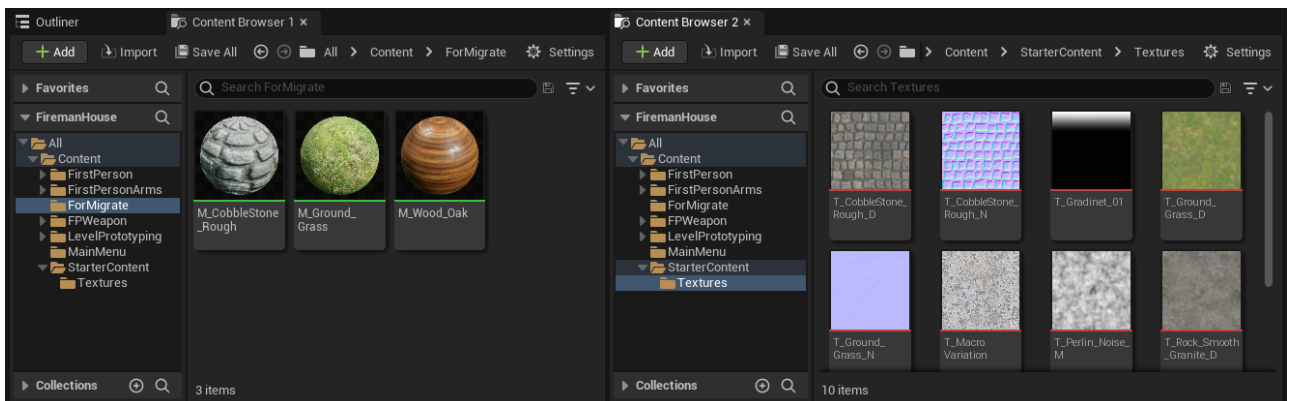 Outliner
Content Browser 1
Add Import Save All All > Content > ForMigrate Settings
Favorites
Search ForMigrate
FiremanHouse
All
Content
FirstPerson
FirstPersonArms
ForMigrate
FPWeapon
LevelPrototyping
MainMenu
StarterContent
Textures
Collections
M_CobbleStone
_Rough
M_Ground_
Grass
M_Wood_Oak
3 items
Content Browser 2
Add Import Save All > Content > StarterContent > Textures Settings
Favorites
Search Textures
FiremanHouse
All
Content
FirstPerson
FirstPersonArms
ForMigrate
FPWeapon
LevelPrototyping
MainMenu
StarterContent
Textures
Collections
T_CobbleStone_
Rough_D
T_CobbleStone_
Rough_N
T_Gradinet_01
T_Ground_
Grass_D
T_Ground_
Grass_N
T_Macro
Variation
T_Perlin_Noise_
M
T_Rock_Smooth
_Granite_D
10 items